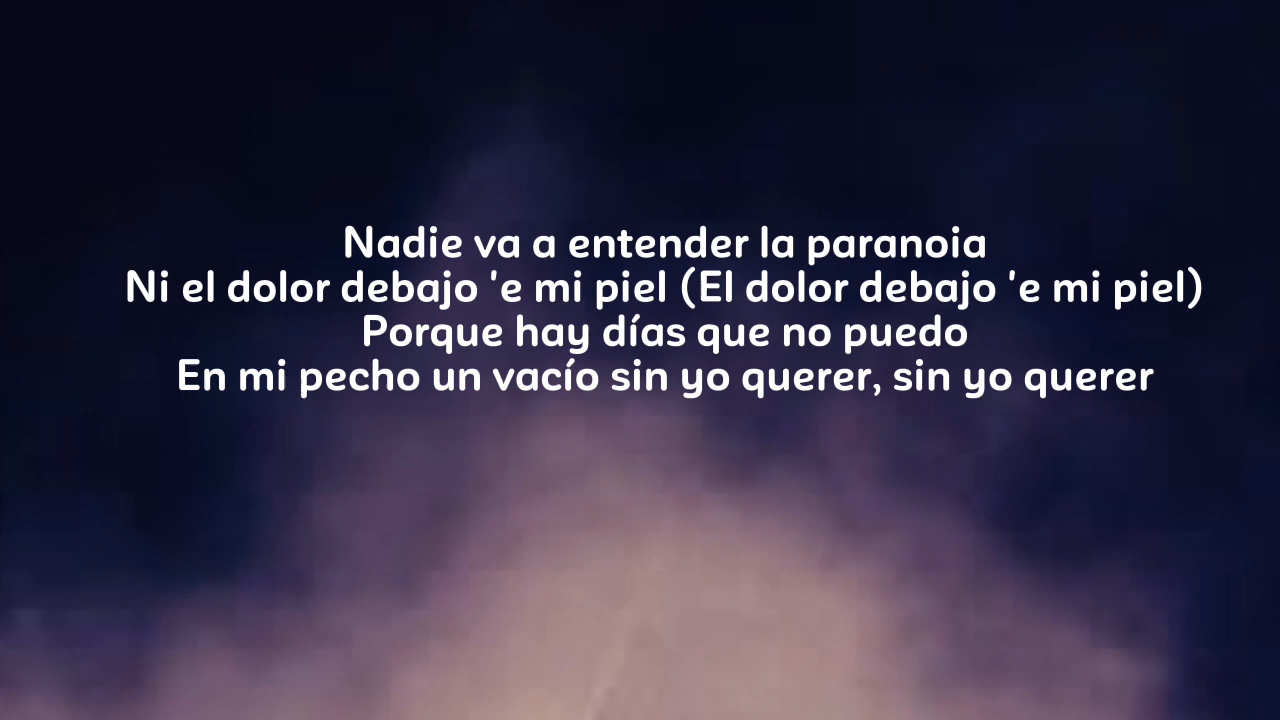 Nadie va a entender la paranoia
Ni el dolor debajo 'e mi piel (El dolor debajo 'e mi piel)
Porque hay días que no puedo
En mi pecho un vacío sin yo querer, sin yo querer